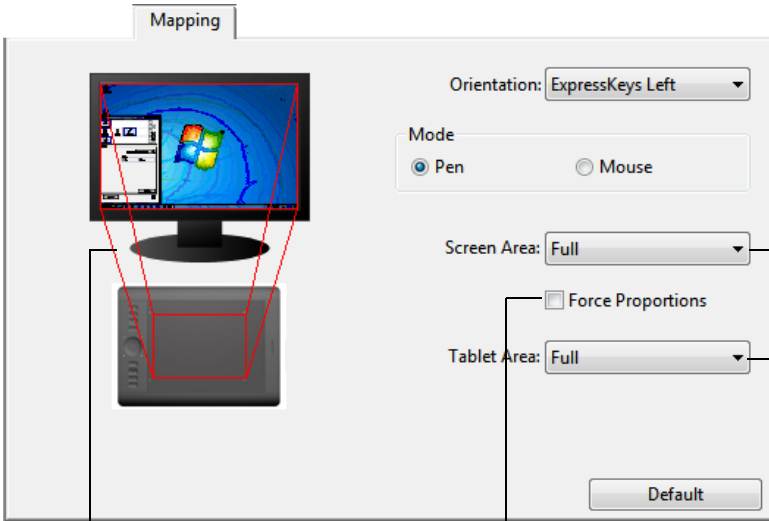 Mapping
Orientation: ExpressKeys Left
Mode
Pen Mouse
Screen Area: Full
Force Proportions
Tablet Area: Full
Default